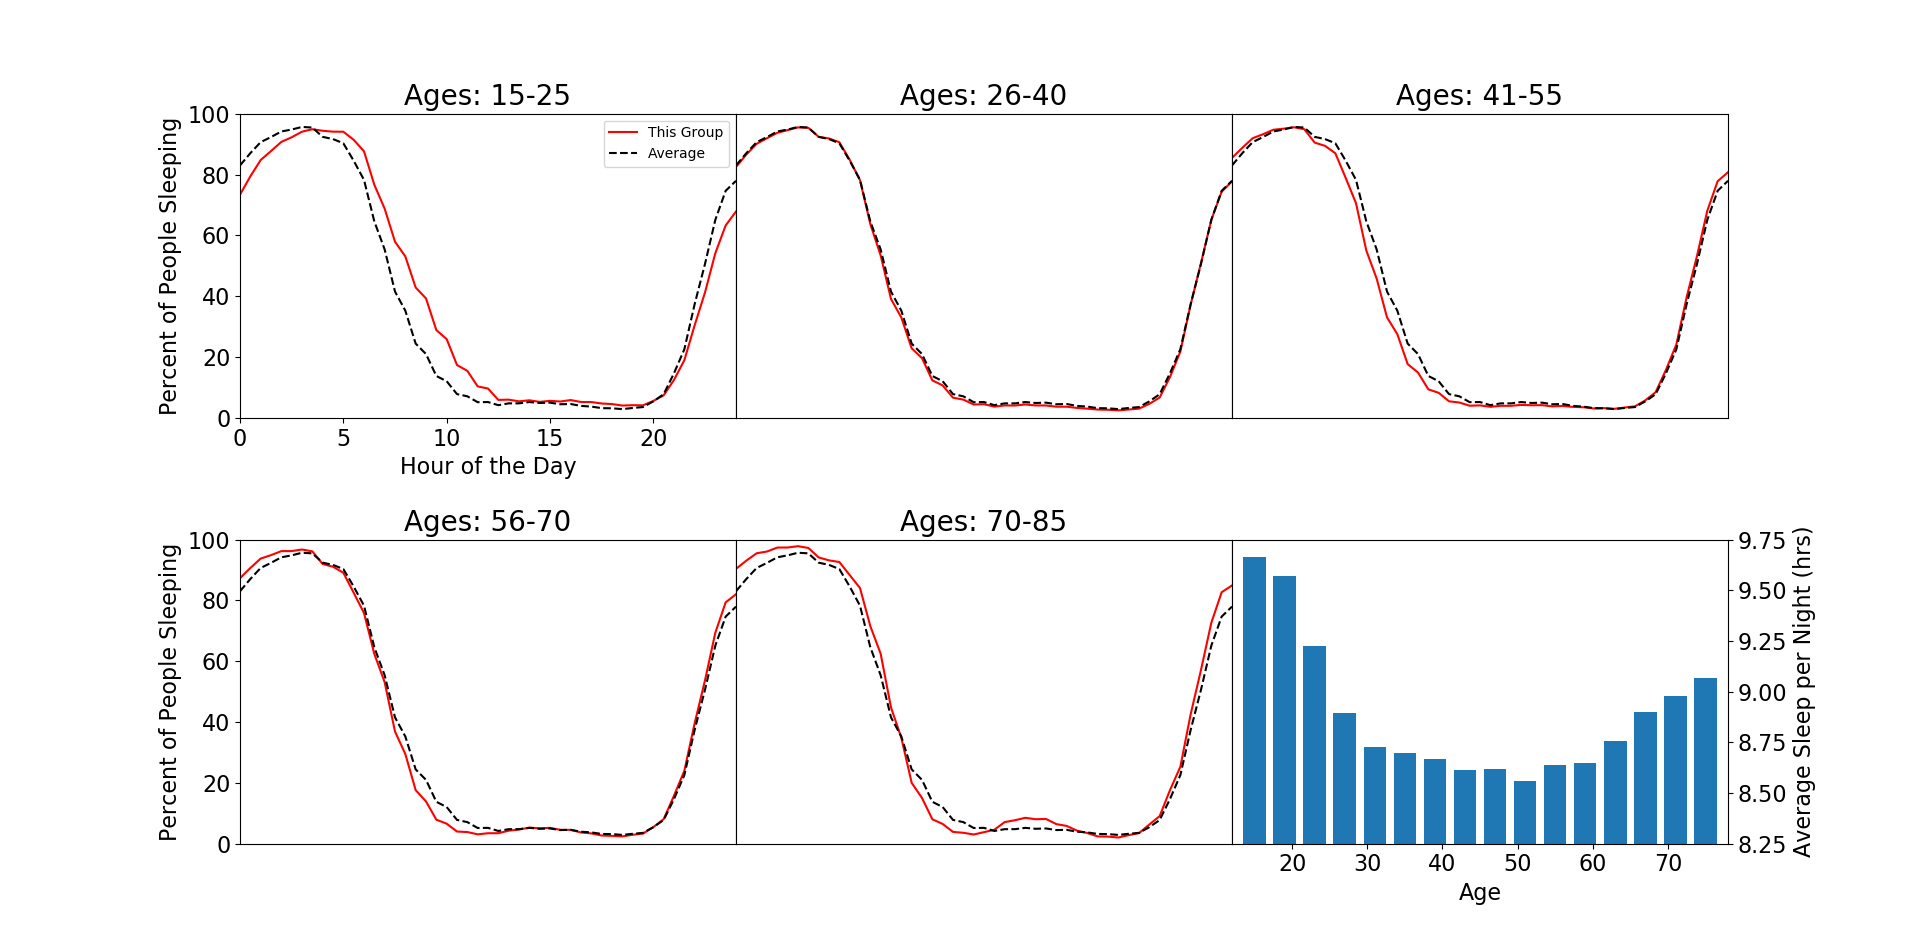 Ages: 15-25
Ages: 26-40
Ages: 41-55
Percent of People Sleeping
100
80
60
40
20
0
This Group
Average
0 5 10 15 20
Hour of the Day
Ages: 56-70
Ages: 70-85
Percent of People Sleeping
100
80
60
40
20
0
9.75
9.50
9.25
9.00
8.75
8.50
8.25
Average Sleep per Night (hrs)
20 30 40 50 60 70
Age